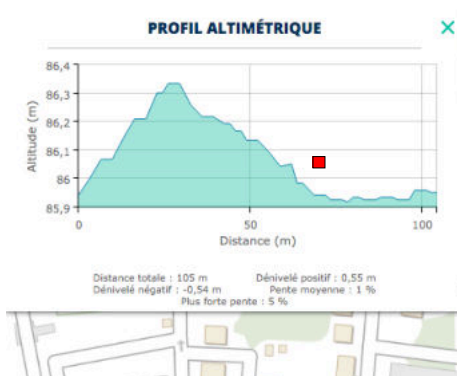 PROFIL ALTIMÉTRIQUE
86,4
86,3
86,2
86,1
86
85,9
Altitude (m)
0 50 100
Distance (m)
Distance totale : 105 m Dénivelé positif : 0,55 m
Dénivelé négatif : -0,54 m Pente moyenne : 1 %
Plus forte pente : 5 %